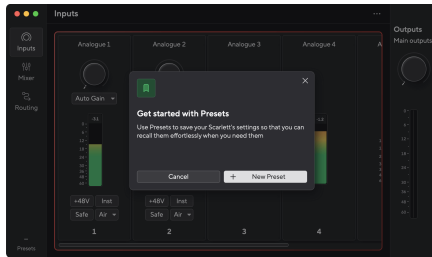 Inputs
...
Outputs
Main outputs
Inputs
Mixer
Routing
Presets
Analogue 1
Analogue 2
Analogue 3
Analogue 4
A
Auto Gain
Get started with Presets
Use Presets to save your Scarlett's settings so that you can
recall them effortlessly when you need them
Cancel
+ New Preset
+48V Inst
Safe Air
+48V Inst
Safe Air
1
2
3
4